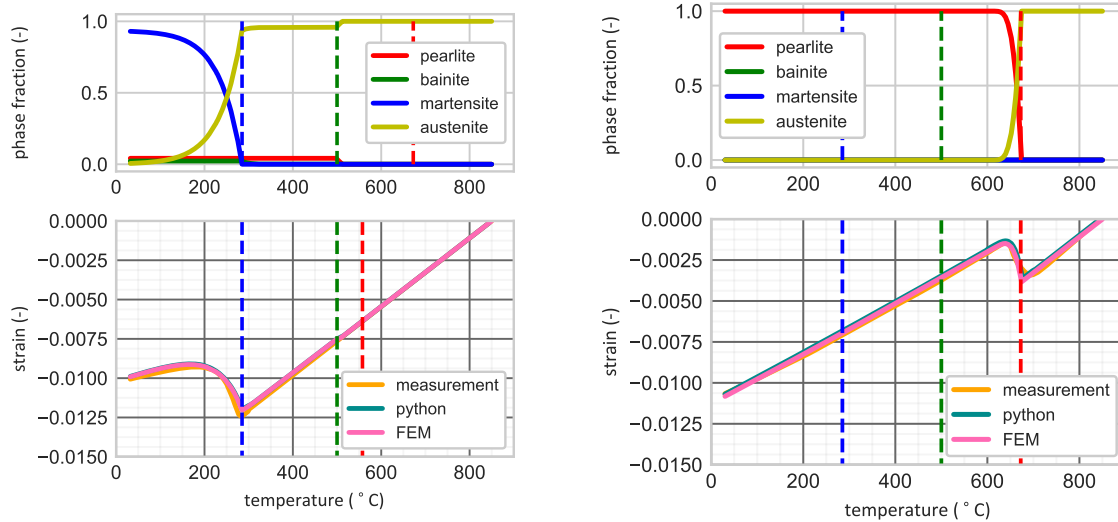 phase fraction (-)
1.0
0.5
0.0
pearlite
bainite
martensite
austenite
0
200
400
600
800
strain (-)
0.0000
−0.0025
−0.0050
−0.0075
−0.0100
−0.0125
−0.0150
measurement
python
FEM
0
200
400
600
800
temperature ( ° C)
phase fraction (-)
1.0
0.5
0.0
pearlite
bainite
martensite
austenite
0
200
400
600
800
strain (-)
0.0000
−0.0025
−0.0050
−0.0075
−0.0100
−0.0125
−0.0150
measurement
python
FEM
0
200
400
600
800
temperature ( ° C)